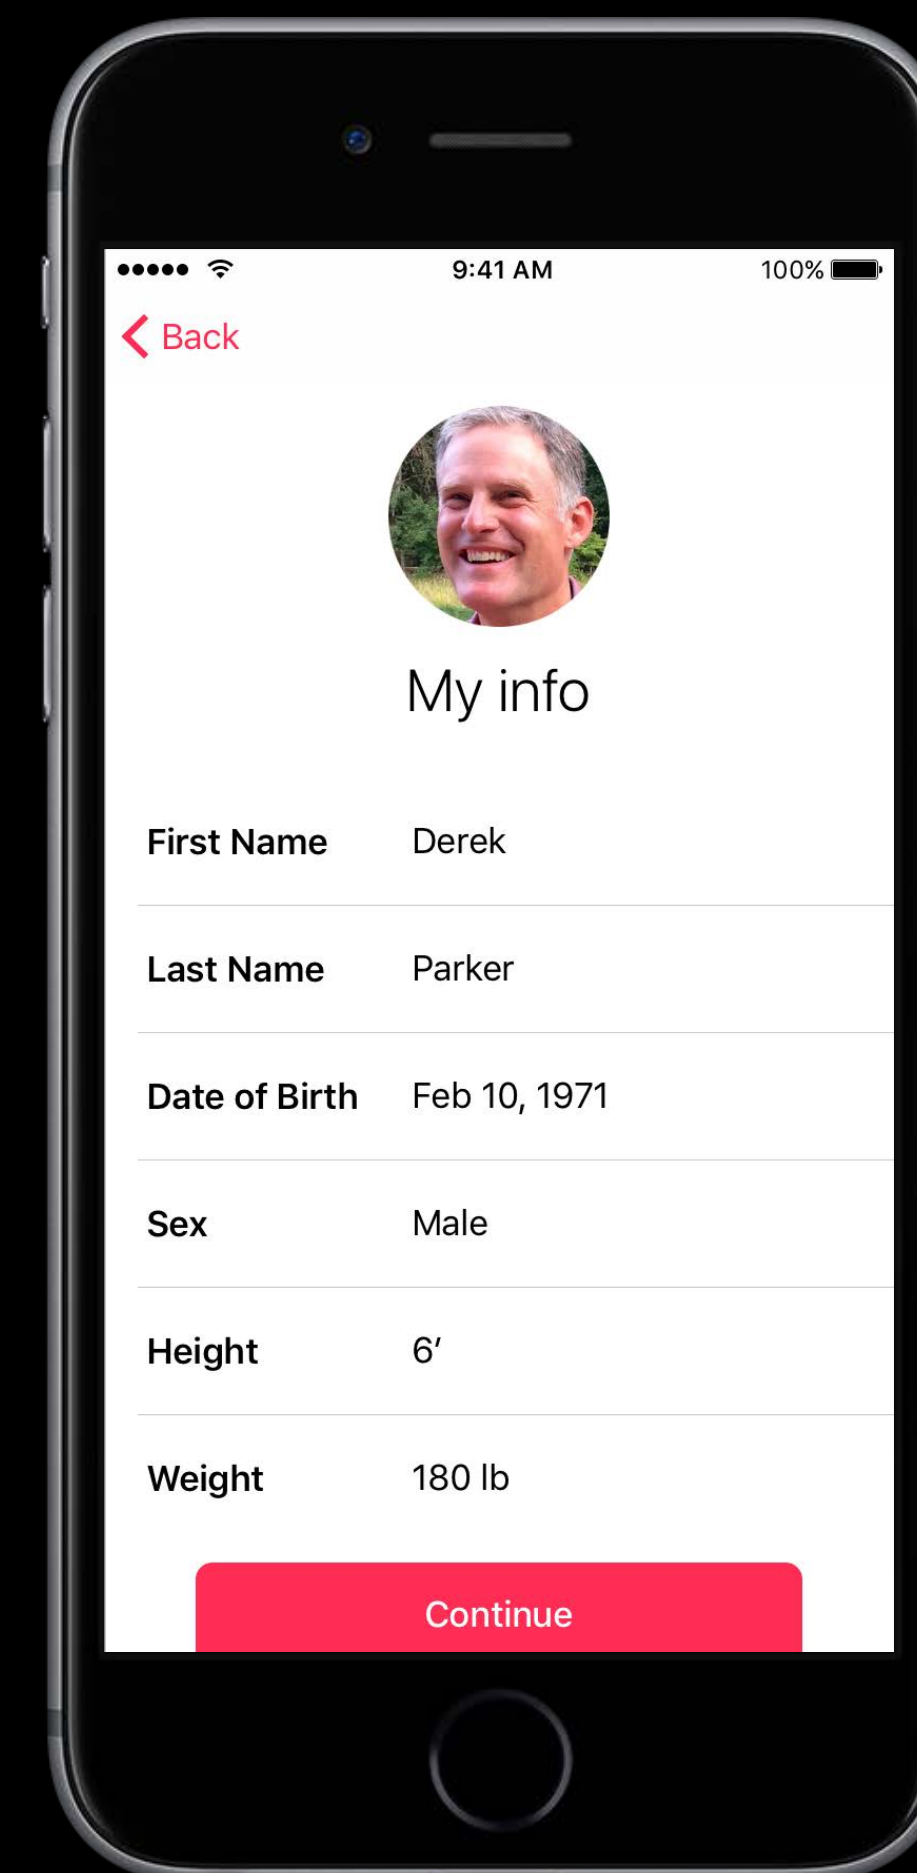 9:41 AM 100%
Back
My info
First Name Derek
Last Name Parker
Date of Birth Feb 10, 1971
Sex Male
Height 6′
Weight 180 lb
Continue